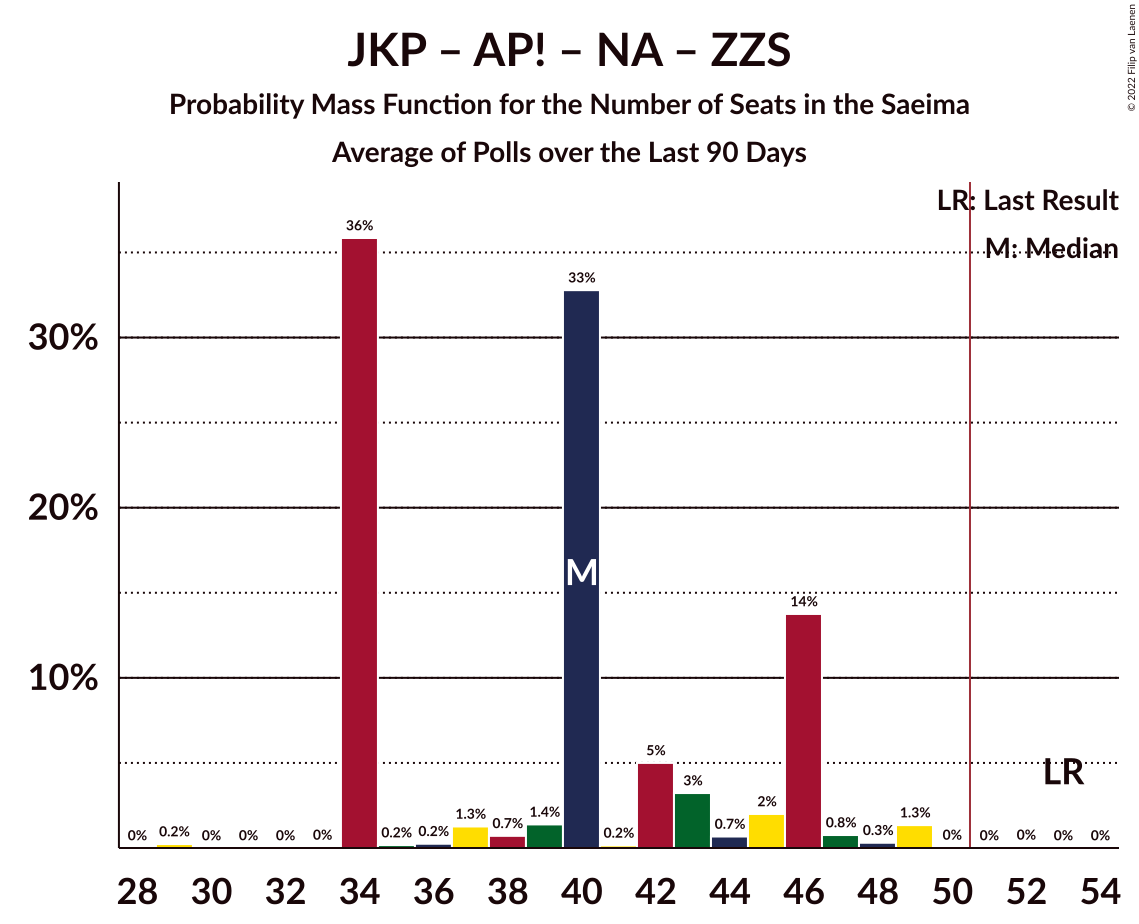 JKP – AP! – NA – ZZS
Probability Mass Function for the Number of Seats in the Saeima
Average of Polls over the Last 90 Days
© 2022 Filip van Laenen
LR: Last Result
M: Median
30%
20%
10%
36%
33%
M
14%
5%
3%
2%
LR
0% 0.2% 0% 0% 0% 0% 0.2% 0.2% 1.3% 0.7% 1.4% 0.2% 0.7% 0.8% 0.3% 1.3% 0% 0% 0% 0% 0%
28 30 32 34 36 38 40 42 44 46 48 50 52 54